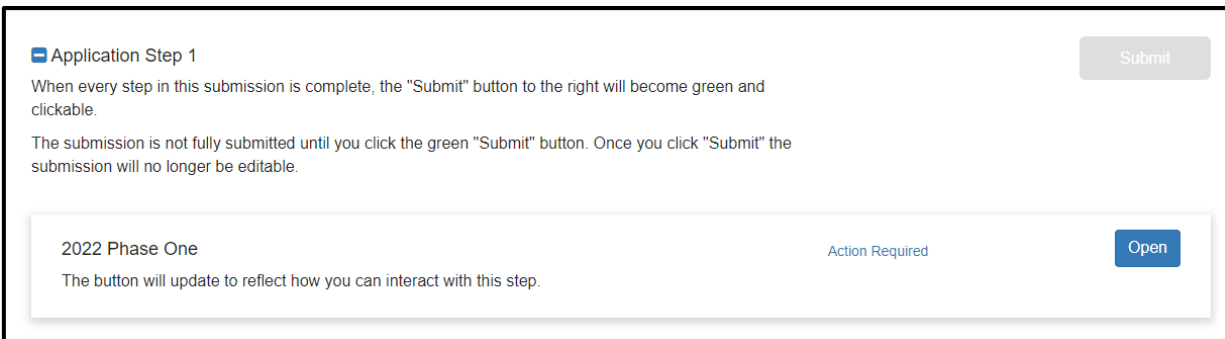 Application Step 1
Submit
When every step in this submission is complete, the "Submit" button to the right will become green and
clickable.
The submission is not fully submitted until you click the green "Submit" button. Once you click "Submit" the
submission will no longer be editable.
2022 Phase One
Action Required
Open
The button will update to reflect how you can interact with this step.